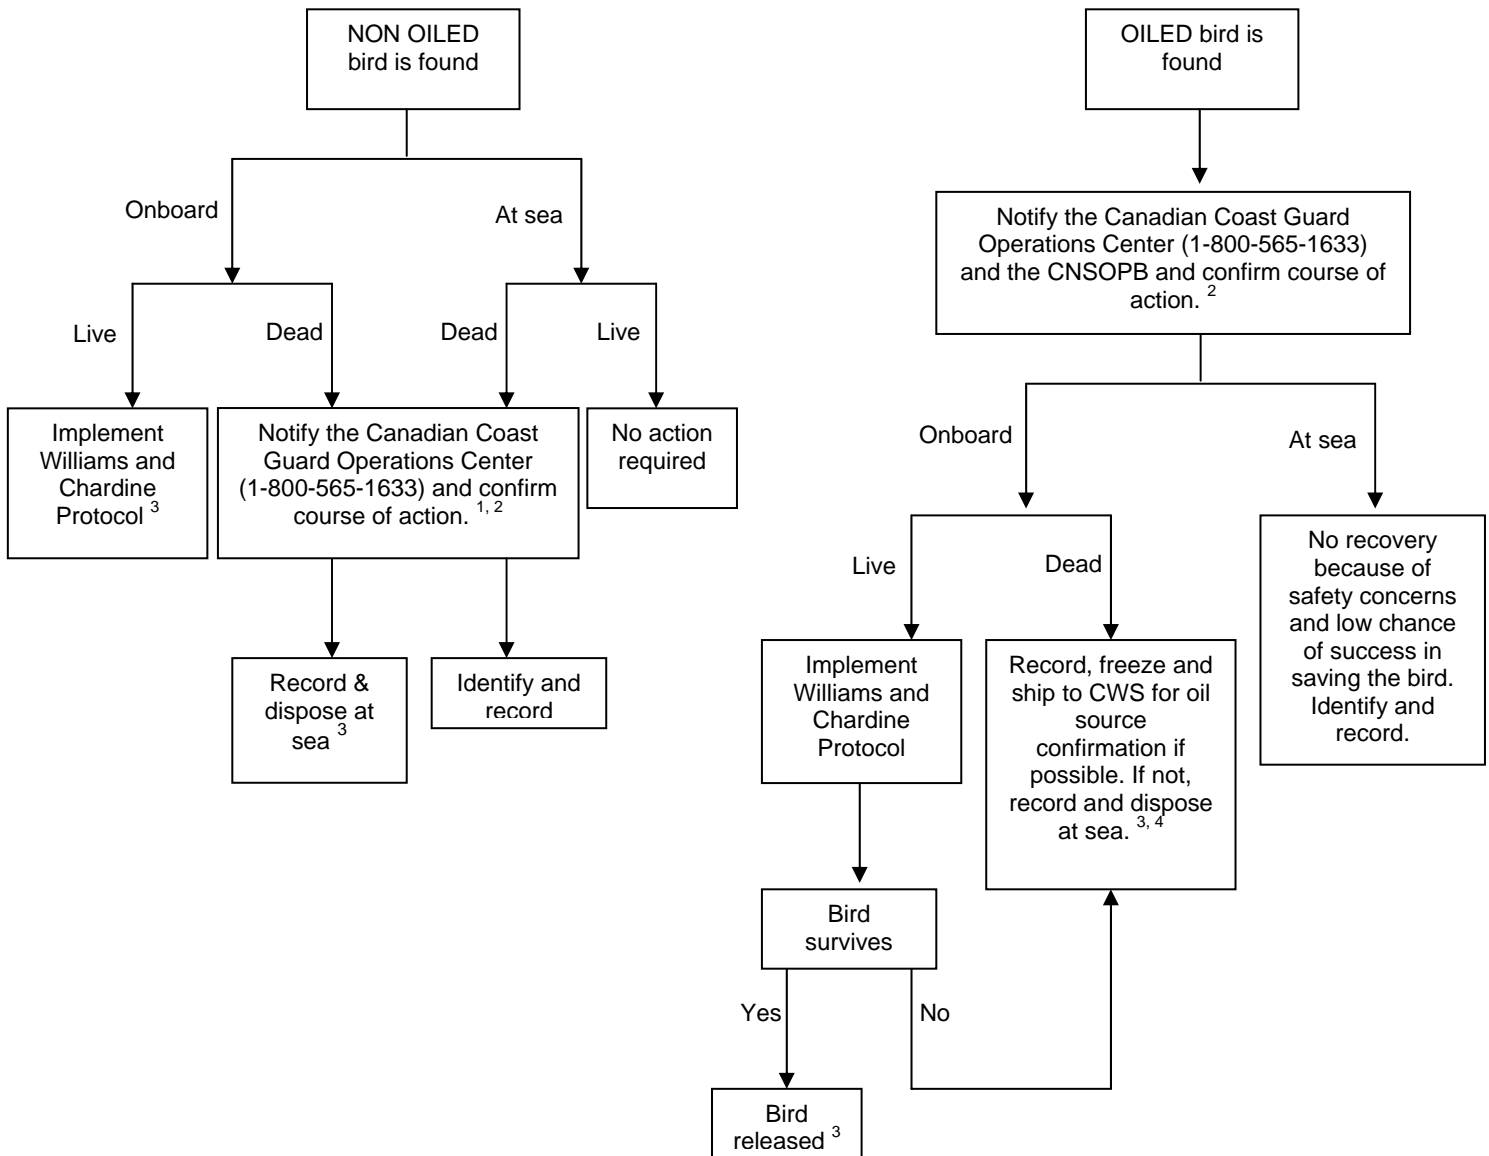 NON OILED
bird is found
Onboard
At sea
Live
Dead
Dead
Live
Implement
Williams and
Chardine
Protocol 3
Notify the Canadian Coast
Guard Operations Center
(1-800-565-1633) and confirm
course of action. 1, 2
No action
required
Record &
dispose at
sea 3
Identify and
record
OILED bird is
found
Notify the Canadian Coast Guard
Operations Center (1-800-565-1633)
and the CNSOPB and confirm course of
action. 2
Onboard
At sea
Live
Dead
No recovery
because of
safety concerns
and low chance
of success in
saving the bird.
Identify and
record.
Implement
Williams and
Chardine
Protocol
Record, freeze and
ship to CWS for oil
source
confirmation if
possible. If not,
record and dispose
at sea. 3, 4
Bird
survives
Yes
No
Bird
released 3